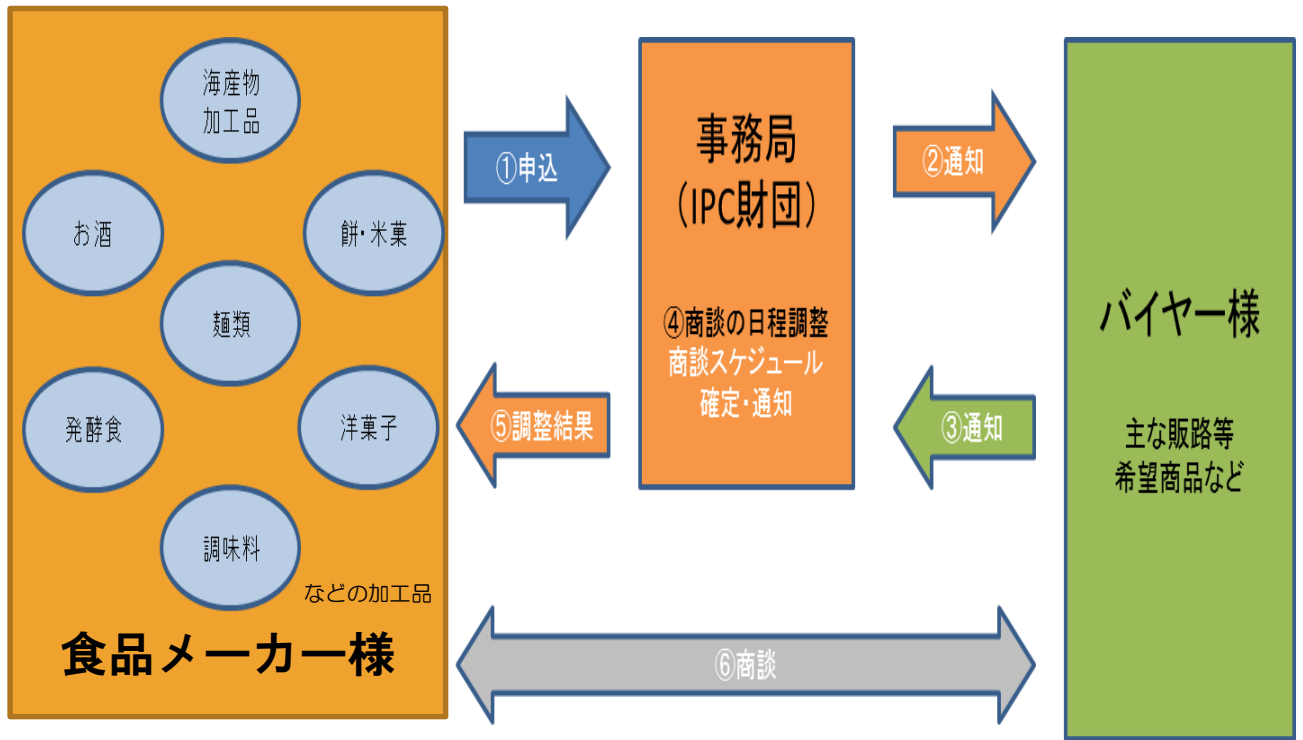 海産物
加工品
お酒
餅・米菓
麺類
発酵食
洋菓子
調味料
などの加工品
食品メーカー様
①申込
事務局
（IPC財団）
④商談の日程調整
商談スケジュール
確定・通知
②通知
③通知
⑤調整結果
⑥商談
バイヤー様
主な販路等
希望商品など